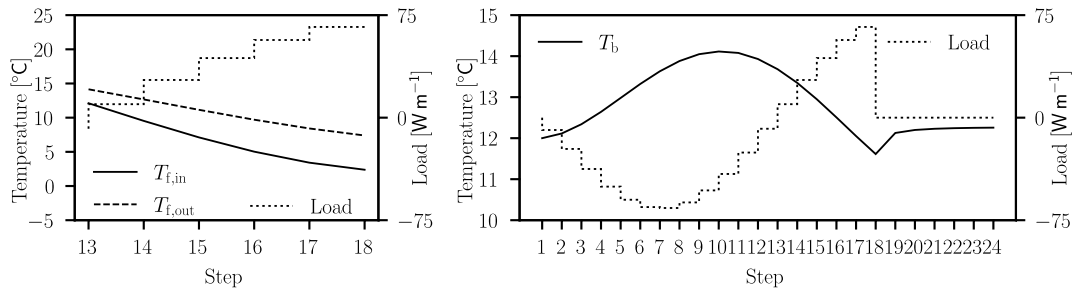 25
20
15
10
5
0
−5
Temperature [°C]
75
0
−75
Load [W m⁻¹]
T_f,in
T_f,out
Load
13 14 15 16 17 18
Step
15
14
13
12
11
10
Temperature [°C]
75
0
−75
Load [W m⁻¹]
T_b
Load
1 2 3 4 5 6 7 8 9 10 11 12 13 14 15 16 17 18 19 20 21 22 23 24
Step